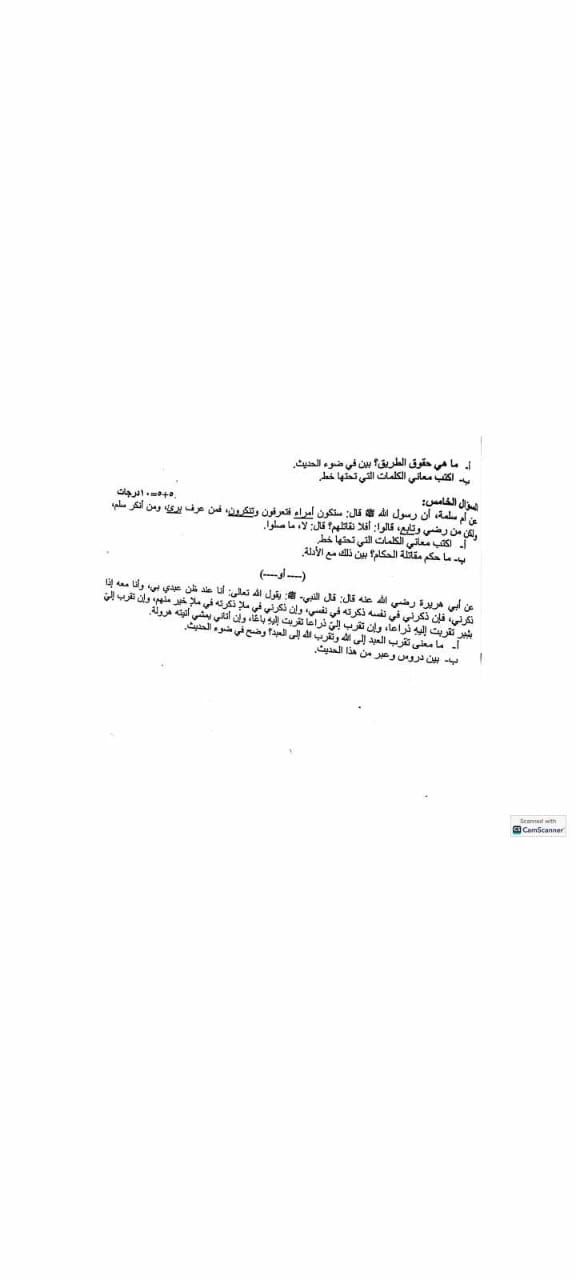 أ- ما هي حقوق الطريق؟ بين في ضوء الحديث.
ب- اكتب معاني الكلمات التي تحتها خط.
السؤال الخامس: ٥+٥=١٠درجات
عن أم سلمة، أن رسول الله ﷺ قال: ستكون أمراء فتعرفون وتنكرون، فمن عرف برئ، ومن أنكر سلم،
ولكن من رضي وتابع، قالوا: أفلا نقاتلهم؟ قال: لا، ما صلوا.
أ- اكتب معاني الكلمات التي تحتها خط.
ب- ما حكم مقاتلة الحكام؟ بين ذلك مع الأدلة.
(---- أو----)
عن أبي هريرة رضي الله عنه قال: قال النبي- ﷺ: يقول الله تعالى: أنا عند ظن عبدي بي، وأنا معه إذا
ذكرني، فإن ذكرني في نفسه ذكرته في نفسي، وإن ذكرني في ملإ ذكرته في ملإ خير منهم، وإن تقرب إليّ
بشبر تقربت إليهِ ذراعا، وإن تقرب إليّ ذراعا تقربت إليهِ باعًا، وإن أتاني يمشي أتيته هرولة.
أ- ما معنى تقرب العبد إلى الله وتقرب الله إلى العبد؟ وضح في ضوء الحديث.
ب- بين دروس وعبر من هذا الحديث.
Scanned with
CS CamScanner